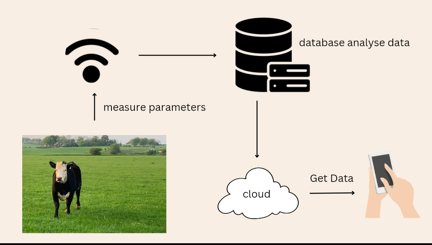 database analyse data
measure parameters
Get Data
cloud